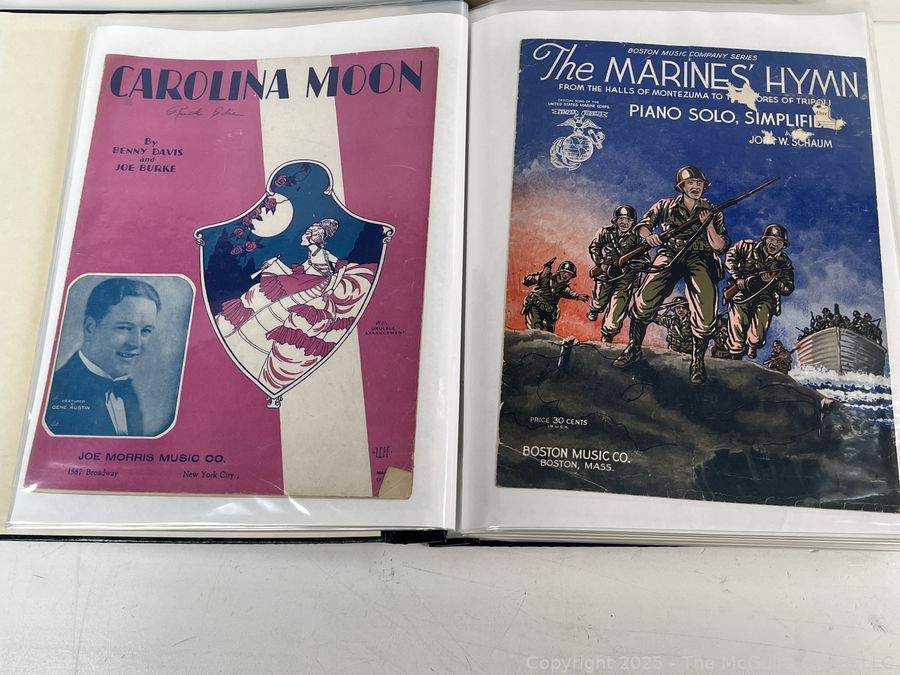 CAROLINA MOON
By
BENNY DAVIS
and
JOE BURKE
WITH
UKULELE
ARRANGEMENT
FEATURED
by
GENE AUSTIN
JOE MORRIS MUSIC CO.
1587 Broadway
New York City.
BOSTON MUSIC COMPANY SERIES
The MARINES' HYMN
FROM THE HALLS OF MONTEZUMA TO OF TRIPOLI
OFFICIAL SONG OF THE
UNITED STATES MARINE CORPS.
PIANO SOLO,
W. SCHAUM
PRICE 30 CENTS
IN U.S.A.
BOSTON MUSIC CO.
BOSTON, MASS.
Copyright 2025 - The